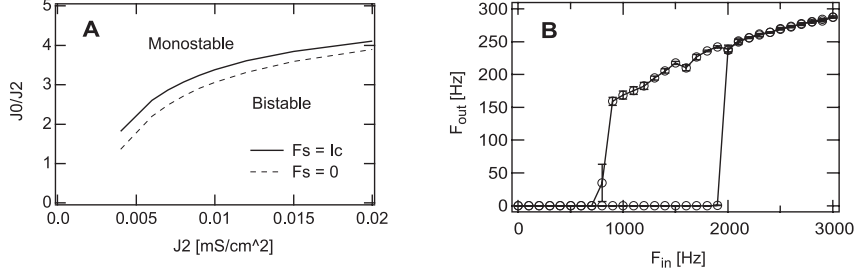 A
Monostable
Bistable
Fs = Ic
Fs = 0
J0/J2
5
4
3
2
1
0
0.0
0.005
0.01
0.015
0.02
J2 [mS/cm^2]
B
F_out [Hz]
300
250
200
150
100
50
0
0
1000
2000
3000
F_in [Hz]